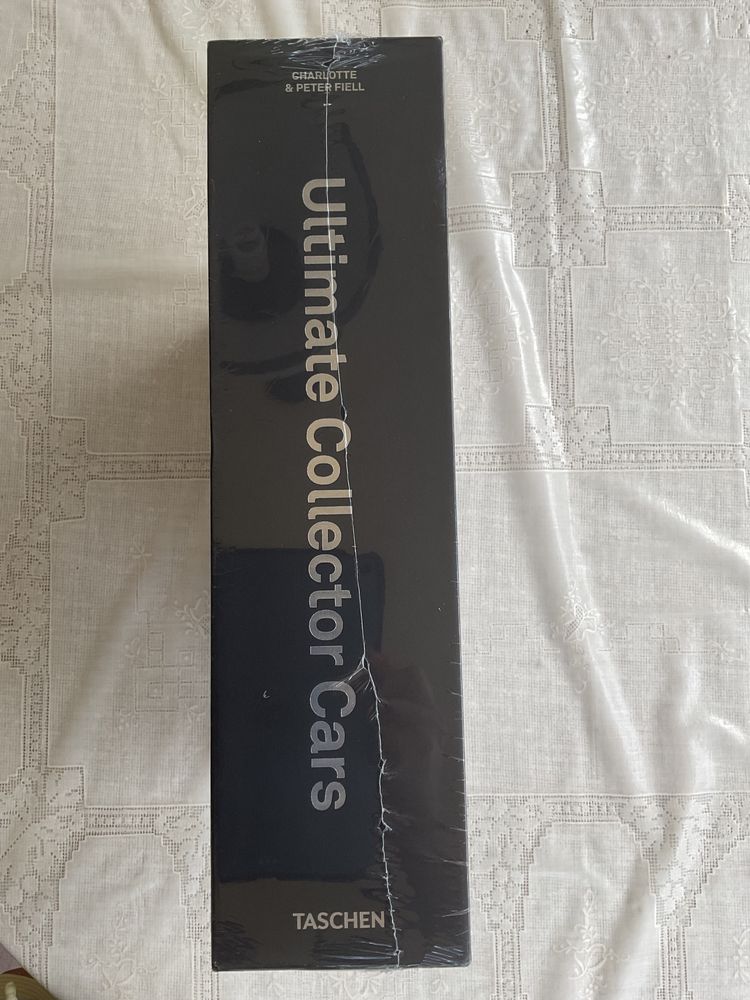 CHARLOTTE
& PETER FIELL
Ultimate Collector Cars
TASCHEN